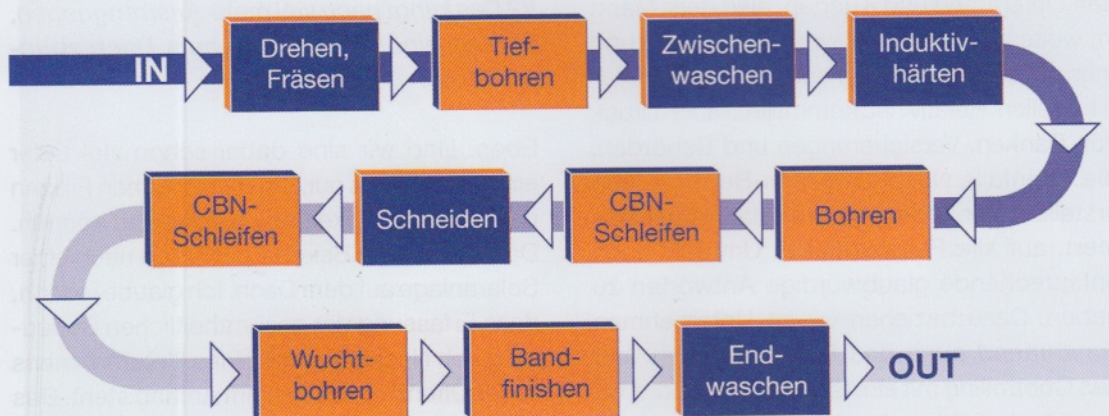 IN
Drehen,
Fräsen
Tief-
bohren
Zwischen-
waschen
Induktiv-
härten
CBN-
Schleifen
Schneiden
CBN-
Schleifen
Bohren
Wucht-
bohren
Band-
finishen
End-
waschen
OUT